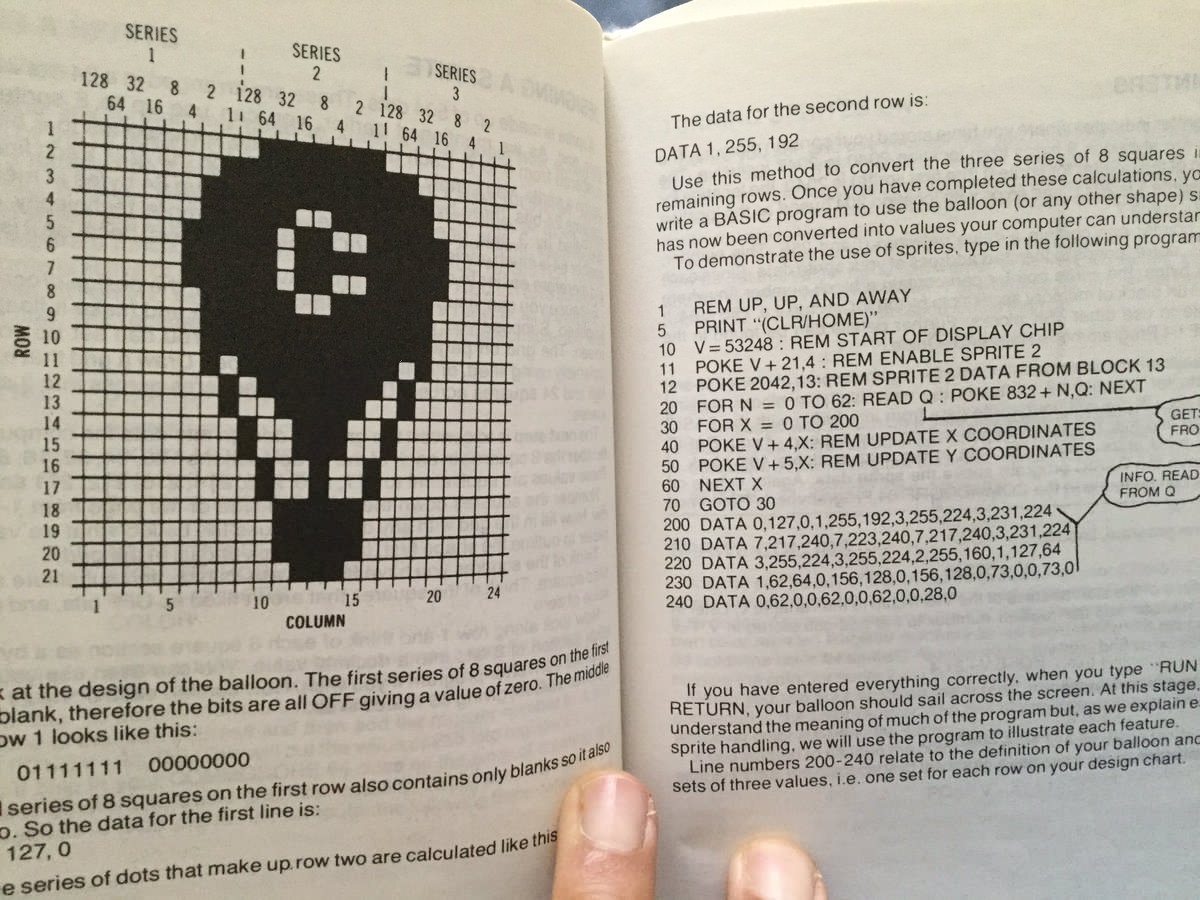 SERIES 1
SERIES 2
SERIES 3
128 64 32 16 8 4 2 1 128 64 32 16 8 4 2 1 128 64 32 16 8 4 2 1
1
2
3
4
5
6
7
8
9
10
11
12
13
14
15
16
17
18
19
20
21
ROW
1 5 10 15 20 24
COLUMN
at the design of the balloon. The first series of 8 squares on the first
blank, therefore the bits are all OFF giving a value of zero. The middle
ow 1 looks like this:
01111111 00000000
series of 8 squares on the first row also contains only blanks so it also
o. So the data for the first line is:
127, 0
e series of dots that make up row two are calculated like this
The data for the second row is:
DATA 1, 255, 192
Use this method to convert the three series of 8 squares
remaining rows. Once you have completed these calculations, yo
write a BASIC program to use the balloon (or any other shape) s
has now been converted into values your computer can understan
To demonstrate the use of sprites, type in the following program
1 REM UP, UP, AND AWAY
5 PRINT "(CLR/HOME)"
10 V=53248 : REM START OF DISPLAY CHIP
11 POKE V+21,4 : REM ENABLE SPRITE 2
12 POKE 2042,13: REM SPRITE 2 DATA FROM BLOCK 13
20 FOR N = 0 TO 62: READ Q : POKE 832 + N,Q: NEXT
30 FOR X = 0 TO 200
40 POKE V+4,X: REM UPDATE X COORDINATES
50 POKE V+5,X: REM UPDATE Y COORDINATES
60 NEXT X
70 GOTO 30
200 DATA 0,127,0,1,255,192,3,255,224,3,231,224
210 DATA 7,217,240,7,223,240,7,217,240,3,231,224
220 DATA 3,255,224,3,255,224,2,255,160,1,127,64
230 DATA 1,62,64,0,156,128,0,156,128,0,73,0,0,73,0
240 DATA 0,62,0,0,62,0,0,62,0,0,28,0
GETS
FRO
INFO. READ
FROM Q
If you have entered everything correctly, when you type "RUN
RETURN, your balloon should sail across the screen. At this stage,
understand the meaning of much of the program but, as we explain e
sprite handling, we will use the program to illustrate each feature.
Line numbers 200-240 relate to the definition of your balloon and
sets of three values, i.e. one set for each row on your design chart.